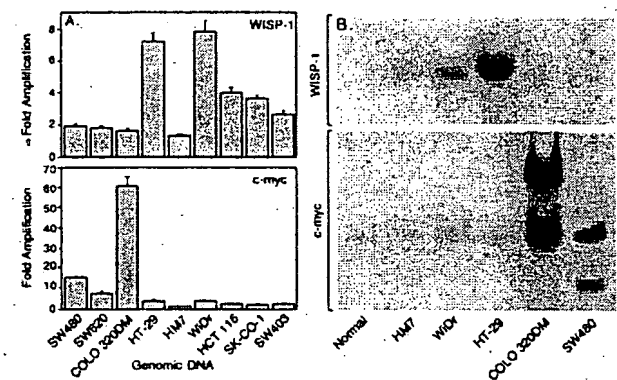 A
WISP-1
⇒ Fold Amplification
8
6
4
2
0
c-myc
Fold Amplification
70
60
50
40
30
20
10
0
SW480
SW620
COLO 320DM
HT-29
HM7
WiDr
HCT 116
SK-CO-1
SW403
Genomic DNA
B
WISP-1
c-myc
Normal
HM7
WiDr
HT-29
COLO 320DM
SW480